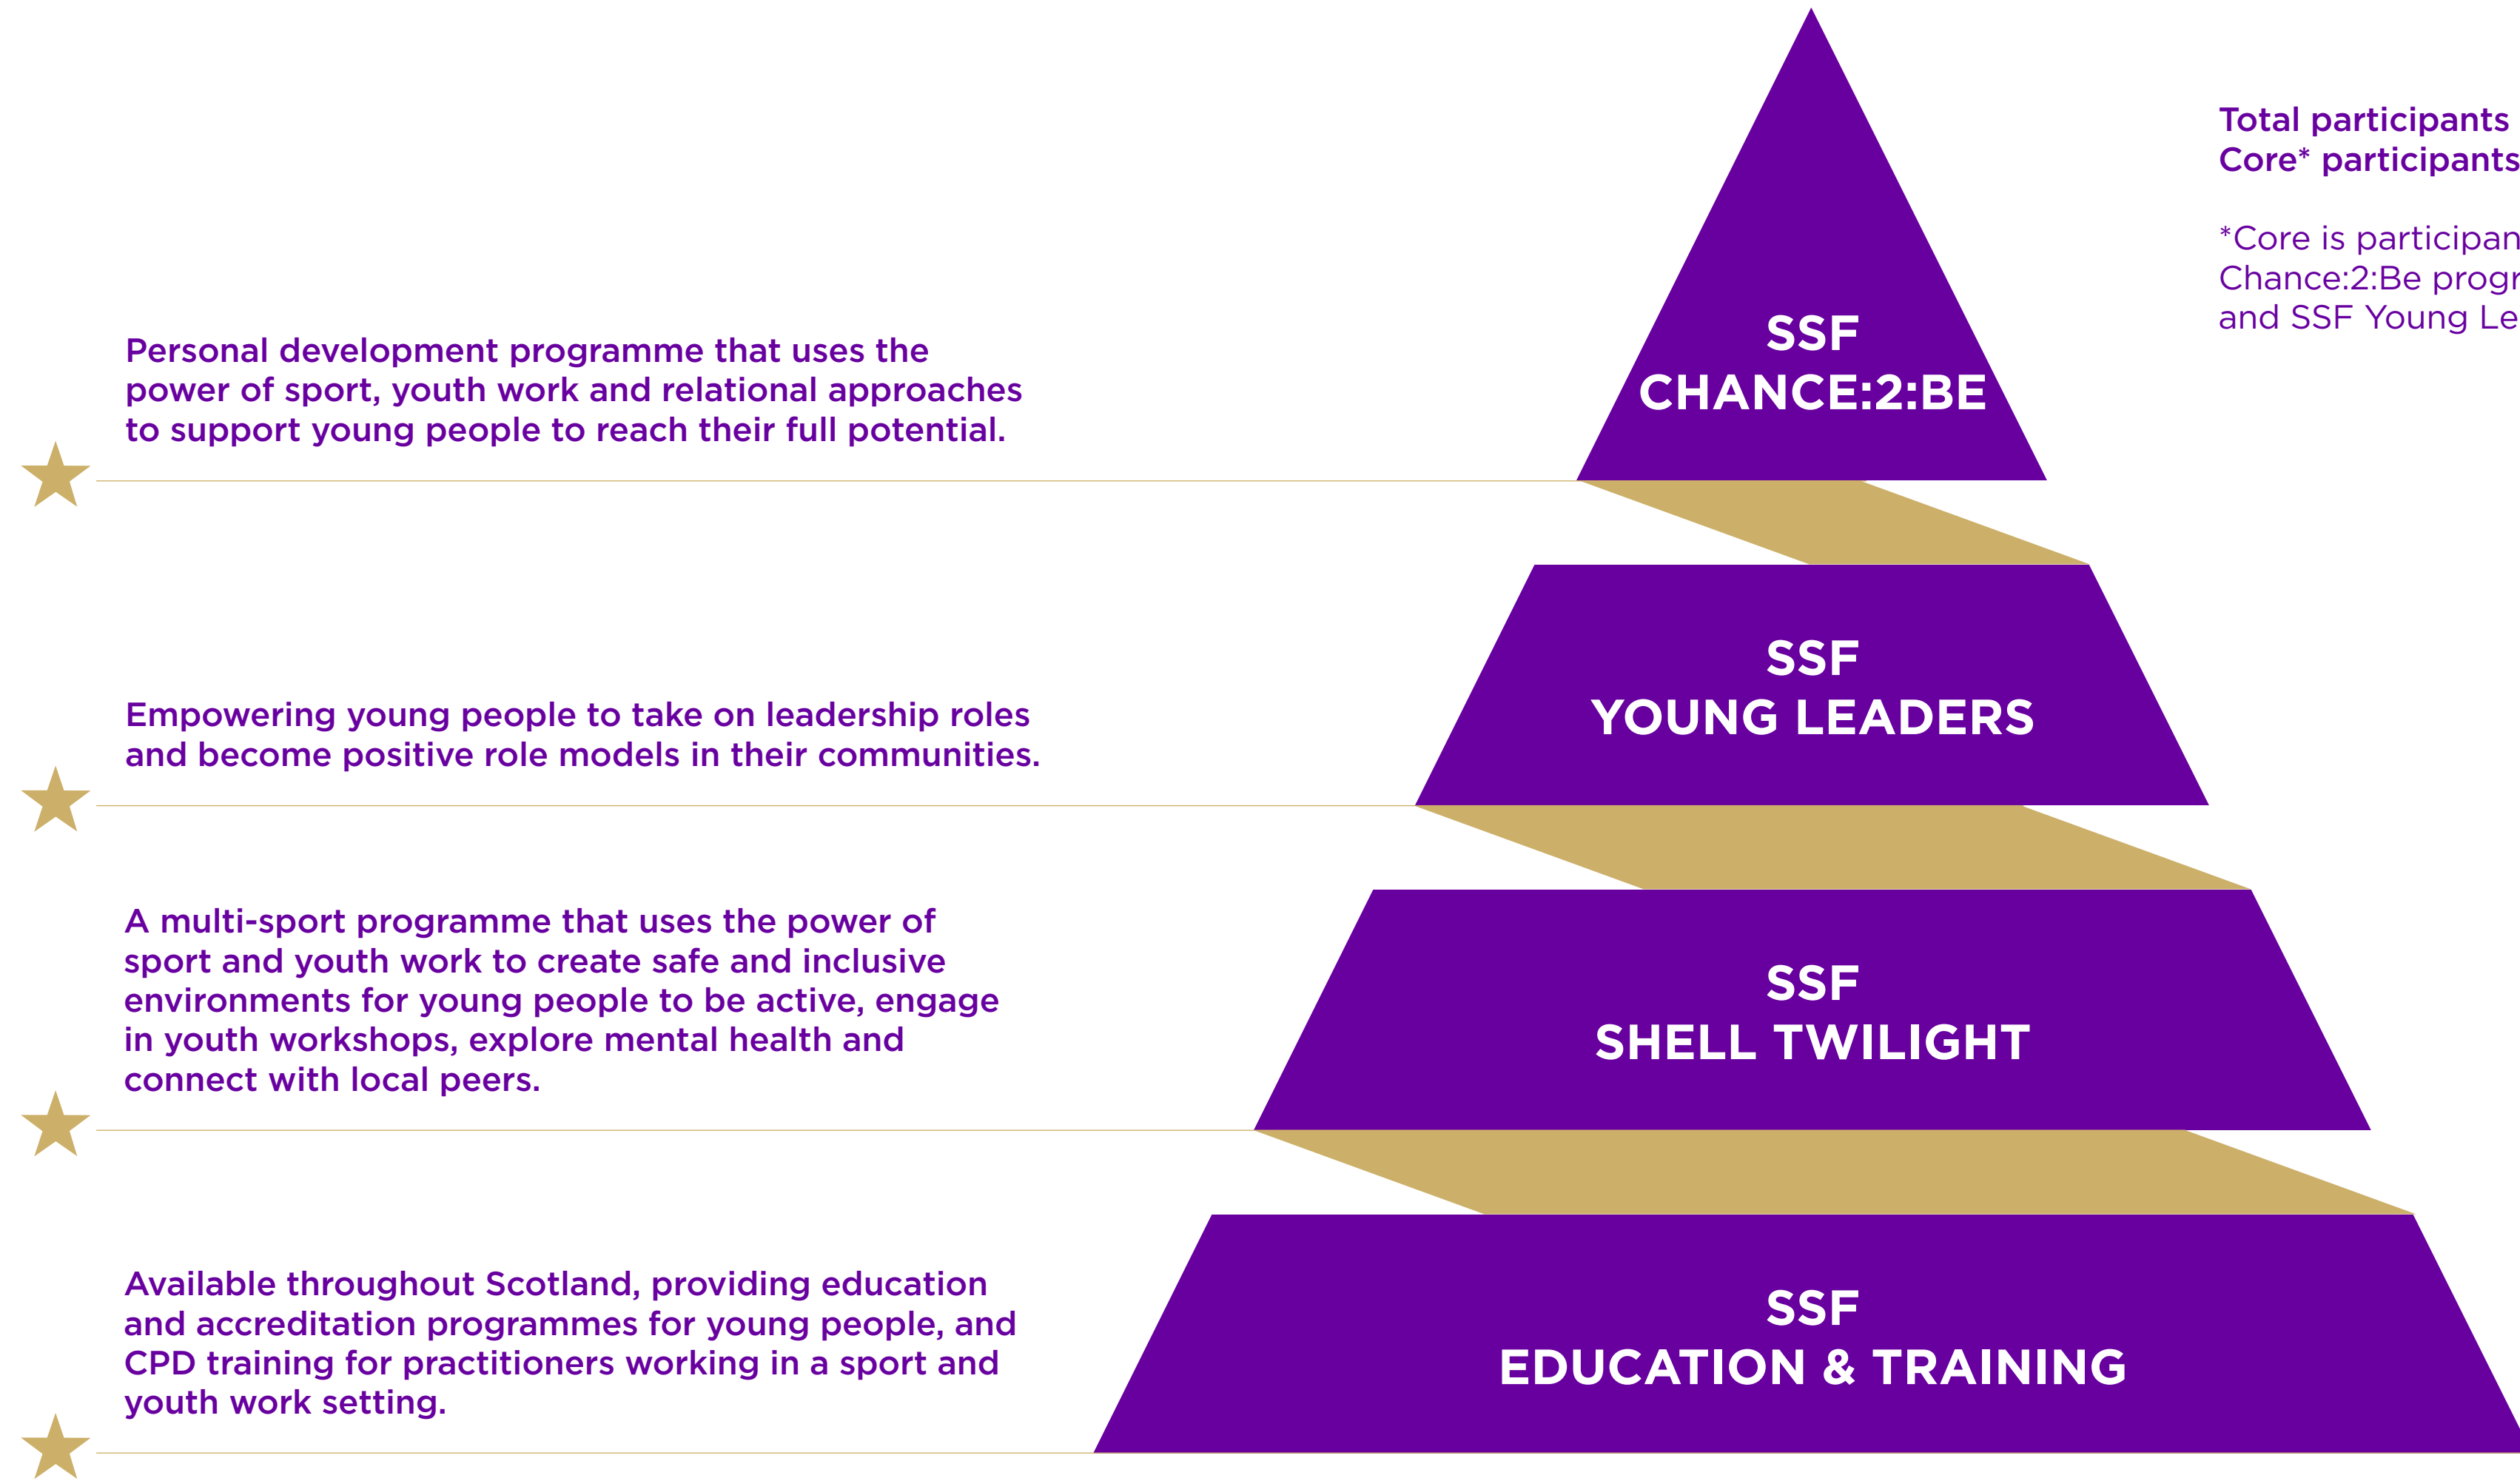 Total participants
Core* participants
*Core is
Chance:2:Be
and SSF Young
SSF
CHANCE:2:BE
Personal development programme that uses the
power of sport, youth work and relational approaches
to support young people to reach their full potential.
SSF
YOUNG LEADERS
Empowering young people to take on leadership roles
and become positive role models in their communities.
SSF
SHELL TWILIGHT
A multi-sport programme that uses the power of
sport and youth work to create safe and inclusive
environments for young people to be active, engage
in youth workshops, explore mental health and
connect with local peers.
SSF
EDUCATION & TRAINING
Available throughout Scotland, providing education
and accreditation programmes for young people, and
CPD training for practitioners working in a sport and
youth work setting.